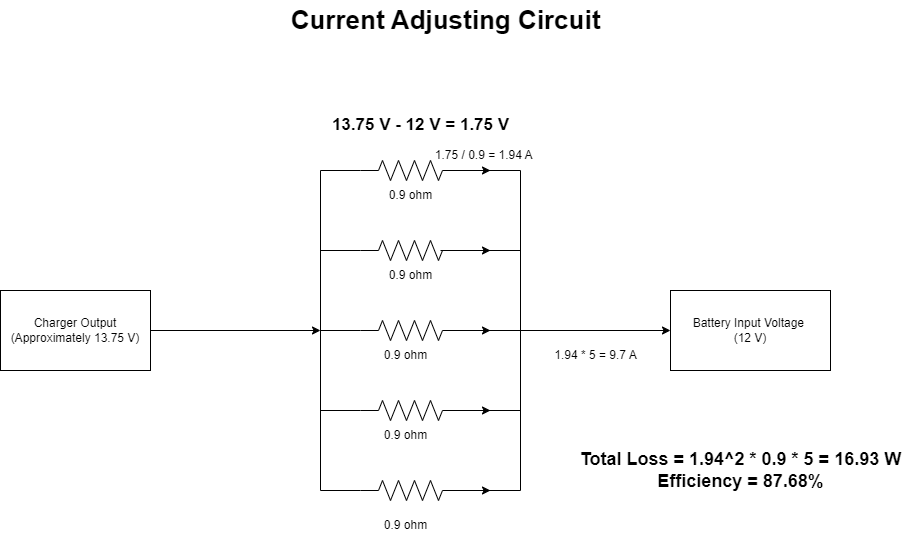 Current Adjusting Circuit
13.75 V - 12 V = 1.75 V
1.75 / 0.9 = 1.94 A
0.9 ohm
0.9 ohm
Charger Output
(Approximately 13.75 V)
0.9 ohm
1.94 * 5 = 9.7 A
Battery Input Voltage
(12 V)
0.9 ohm
Total Loss = 1.94^2 * 0.9 * 5 = 16.93 W
Efficiency = 87.68%
0.9 ohm